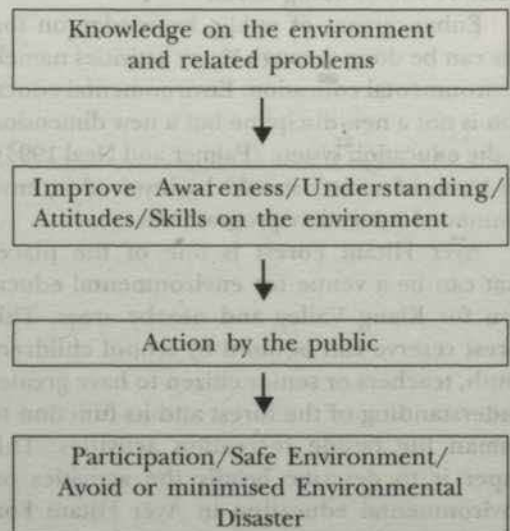 Knowledge on the environment
and related problems
Improve Awareness/Understanding/
Attitudes/Skills on the environment
Action by the public
Participation/Safe Environment/
Avoid or minimised Environmental
Disaster